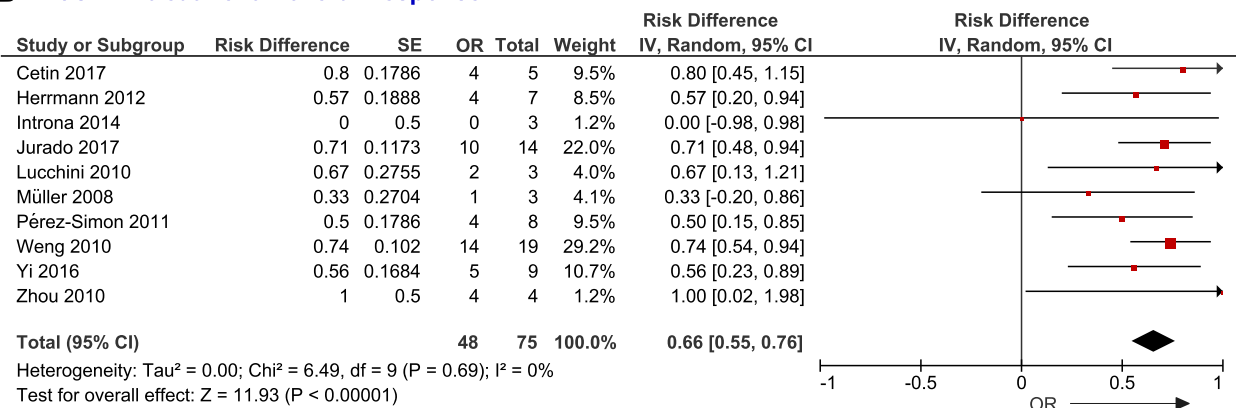 Risk Difference Risk Difference
Study or Subgroup Risk Difference SE OR Total Weight IV, Random, 95% CI IV, Random, 95% CI
Cetin 2017 0.8 0.1786 4 5 9.5% 0.80 [0.45, 1.15]
Herrmann 2012 0.57 0.1888 4 7 8.5% 0.57 [0.20, 0.94]
Introna 2014 0 0.5 0 3 1.2% 0.00 [-0.98, 0.98]
Jurado 2017 0.71 0.1173 10 14 22.0% 0.71 [0.48, 0.94]
Lucchini 2010 0.67 0.2755 2 3 4.0% 0.67 [0.13, 1.21]
Müller 2008 0.33 0.2704 1 3 4.1% 0.33 [-0.20, 0.86]
Pérez-Simon 2011 0.5 0.1786 4 8 9.5% 0.50 [0.15, 0.85]
Weng 2010 0.74 0.102 14 19 29.2% 0.74 [0.54, 0.94]
Yi 2016 0.56 0.1684 5 9 10.7% 0.56 [0.23, 0.89]
Zhou 2010 1 0.5 4 4 1.2% 1.00 [0.02, 1.98]
Total (95% CI) 48 75 100.0% 0.66 [0.55, 0.76]
Heterogeneity: Tau² = 0.00; Chi² = 6.49, df = 9 (P = 0.69); I² = 0%
Test for overall effect: Z = 11.93 (P < 0.00001)
-1 -0.5 0 0.5 1
OR